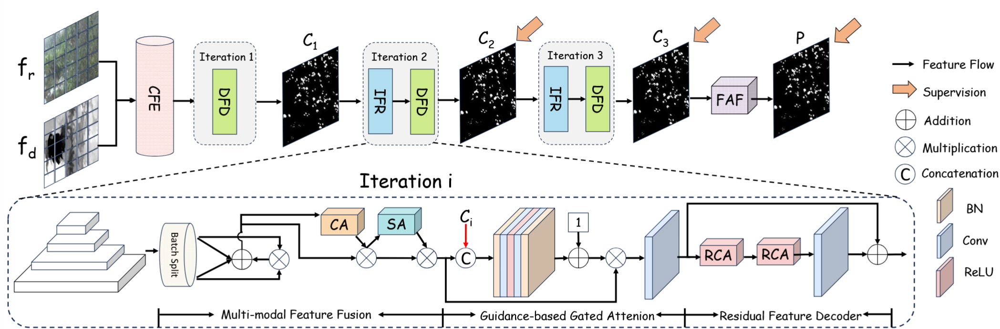 f_r
f_d
CFE
Iteration 1
DFD
C_1
Iteration 2
IFR
DFD
C_2
Iteration 3
IFR
DFD
C_3
FAF
P
Feature Flow
Supervision
Addition
Multiplication
C Concatenation
BN
Conv
ReLU
Iteration i
Batch Split
CA
SA
C_i
C
1
RCA
RCA
Multi-modal Feature Fusion
Guidance-based Gated Attenion
Residual Feature Decoder